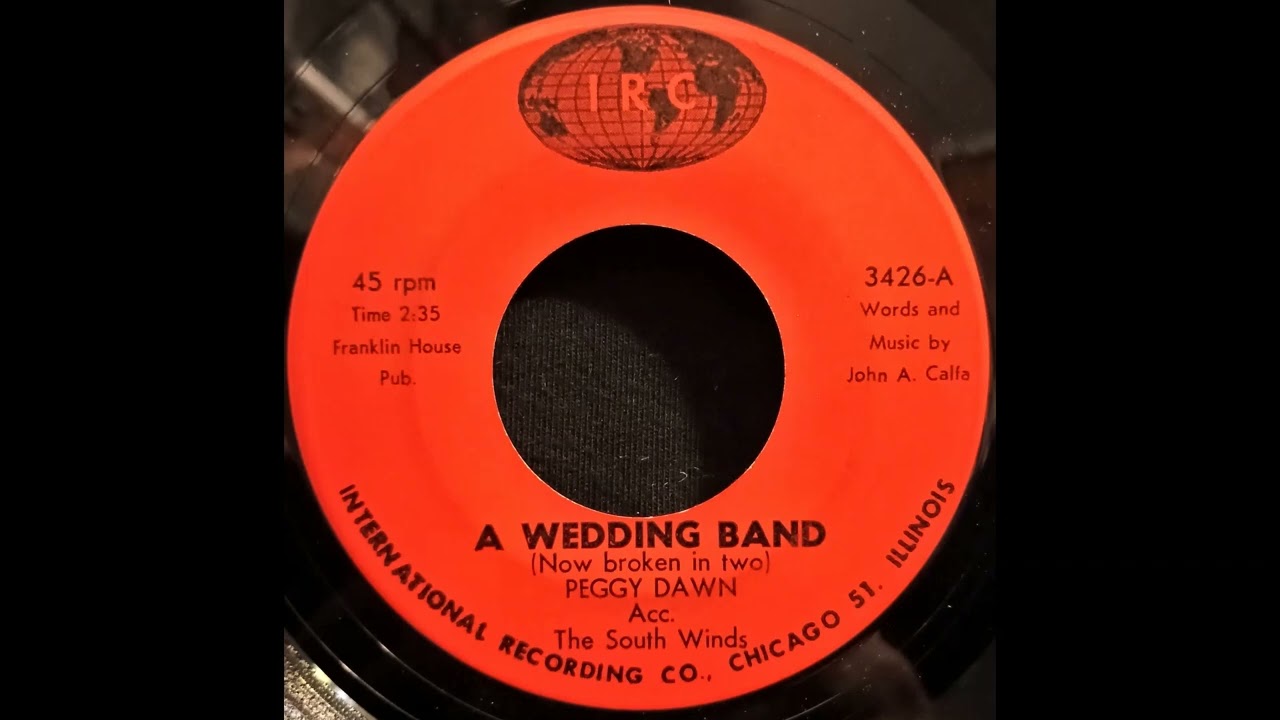 IRC
45 rpm
Time 2:35
Franklin House
Pub.
3426-A
Words and
Music by
John A. Calfa
A WEDDING BAND
(Now broken in two)
PEGGY DAWN
Acc.
The South Winds
INTERNATIONAL RECORDING CO., CHICAGO 51, ILLINOIS